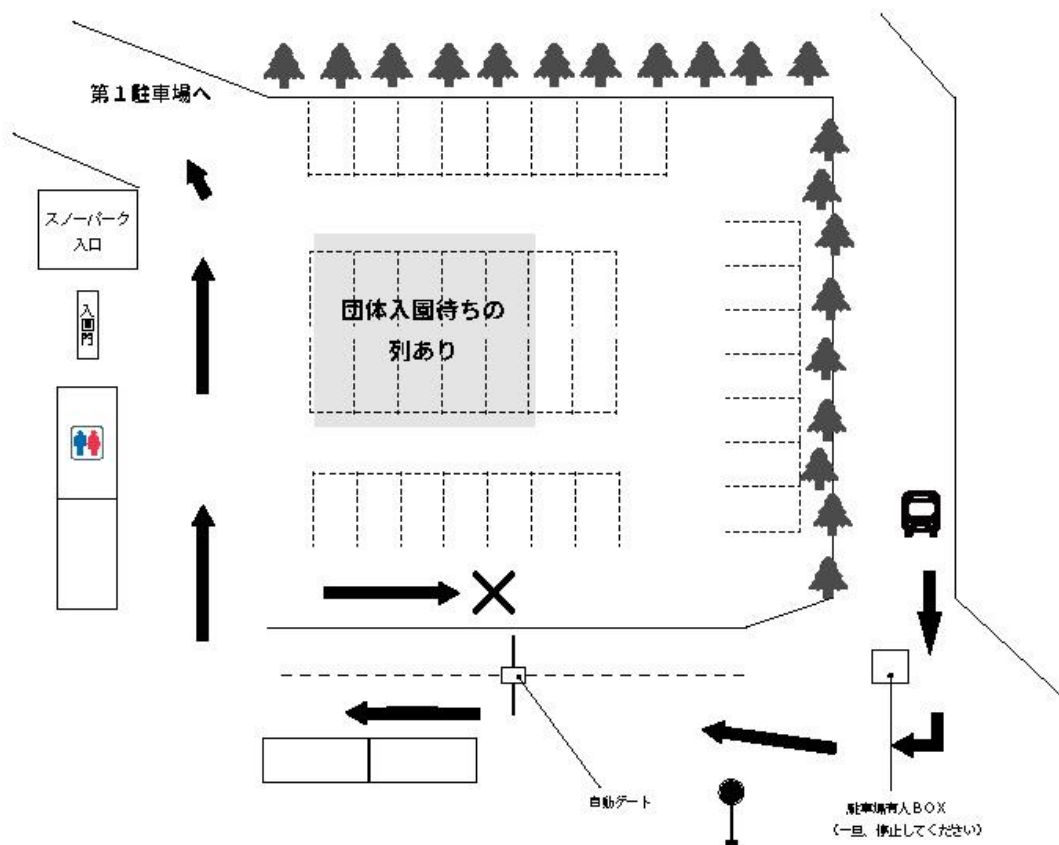 第１駐車場へ
スノーパーク
入口
入園門
団体入園待ちの
列あり
自動ゲート
駐車場有人ＢＯＸ
（一旦、停止してください）